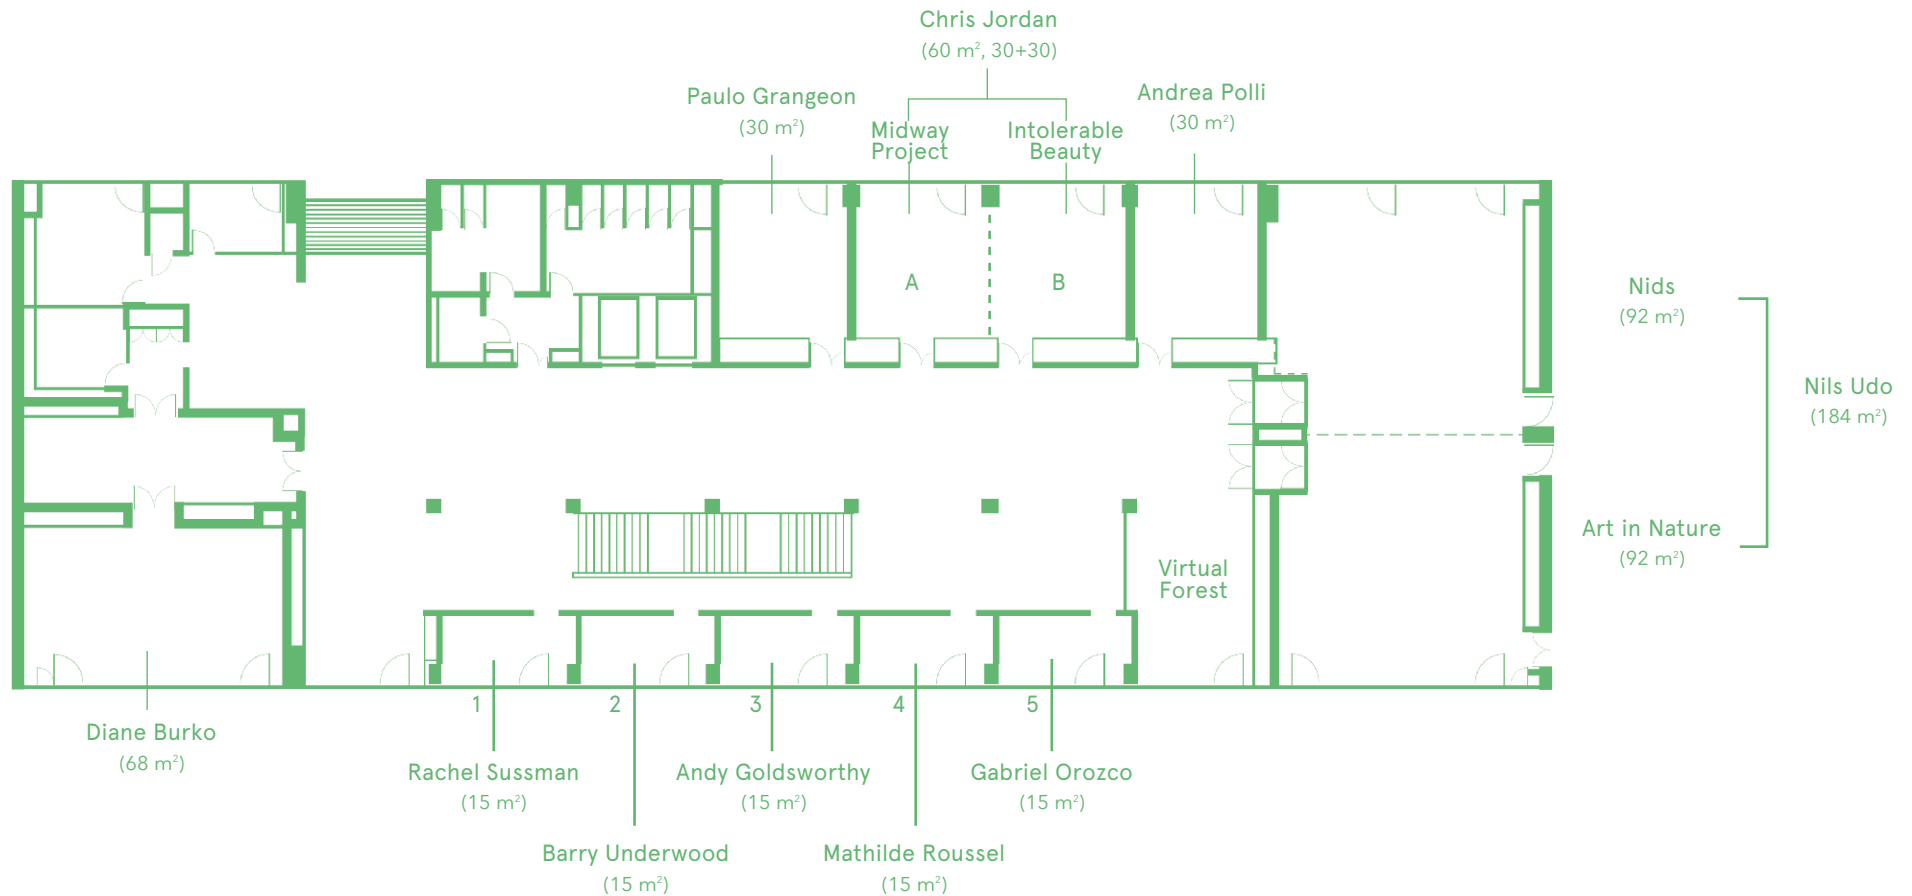 Chris Jordan
(60 m², 30+30)
Paulo Grangeon
(30 m²)
Midway
Project
Intolerable
Beauty
Andrea Polli
(30 m²)
A
B
Nids
(92 m²)
Nils Udo
(184 m²)
Art in Nature
(92 m²)
Virtual
Forest
Diane Burko
(68 m²)
1
2
3
4
5
Rachel Sussman
(15 m²)
Andy Goldsworthy
(15 m²)
Gabriel Orozco
(15 m²)
Barry Underwood
(15 m²)
Mathilde Roussel
(15 m²)